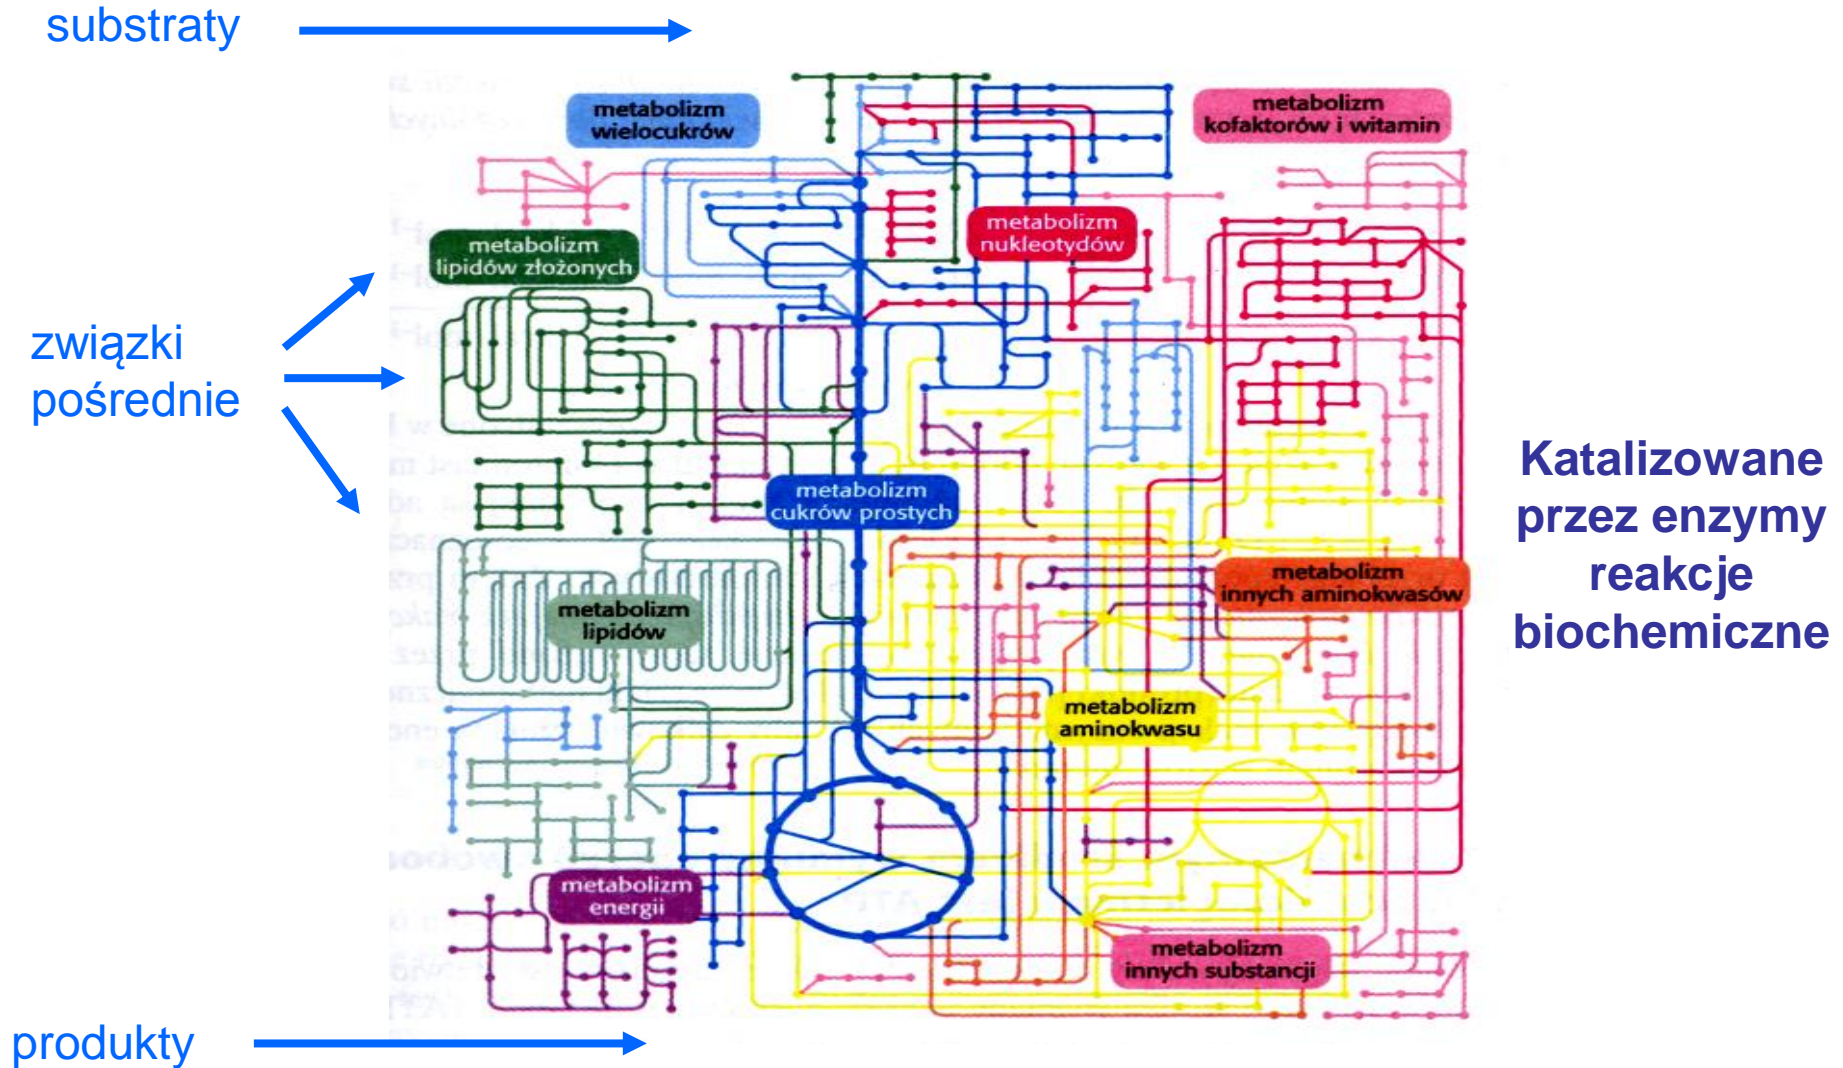 substraty
metabolizm
wielocukrów
metabolizm
kofaktorów i witamin
metabolizm
nukleotydów
metabolizm
lipidów złożonych
związki
pośrednie
metabolizm
cukrów prostych
Katalizowane
przez enzymy
reakcje
biochemiczne
metabolizm
innych aminokwasów
metabolizm
lipidów
metabolizm
aminokwasu
metabolizm
energii
metabolizm
innych substancji
produkty